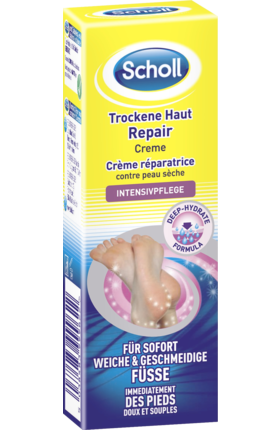 Scholl
Trockene Haut
Repair
Creme
Crème réparatrice
contre peau sèche
INTENSIVPFLEGE
DEEP-HYDRATE
FORMULA
FÜR SOFORT
WEICHE & GESCHMEIDIGE
FÜSSE
IMMEDIATEMENT
DES PIEDS
DOUX ET SOUPLES